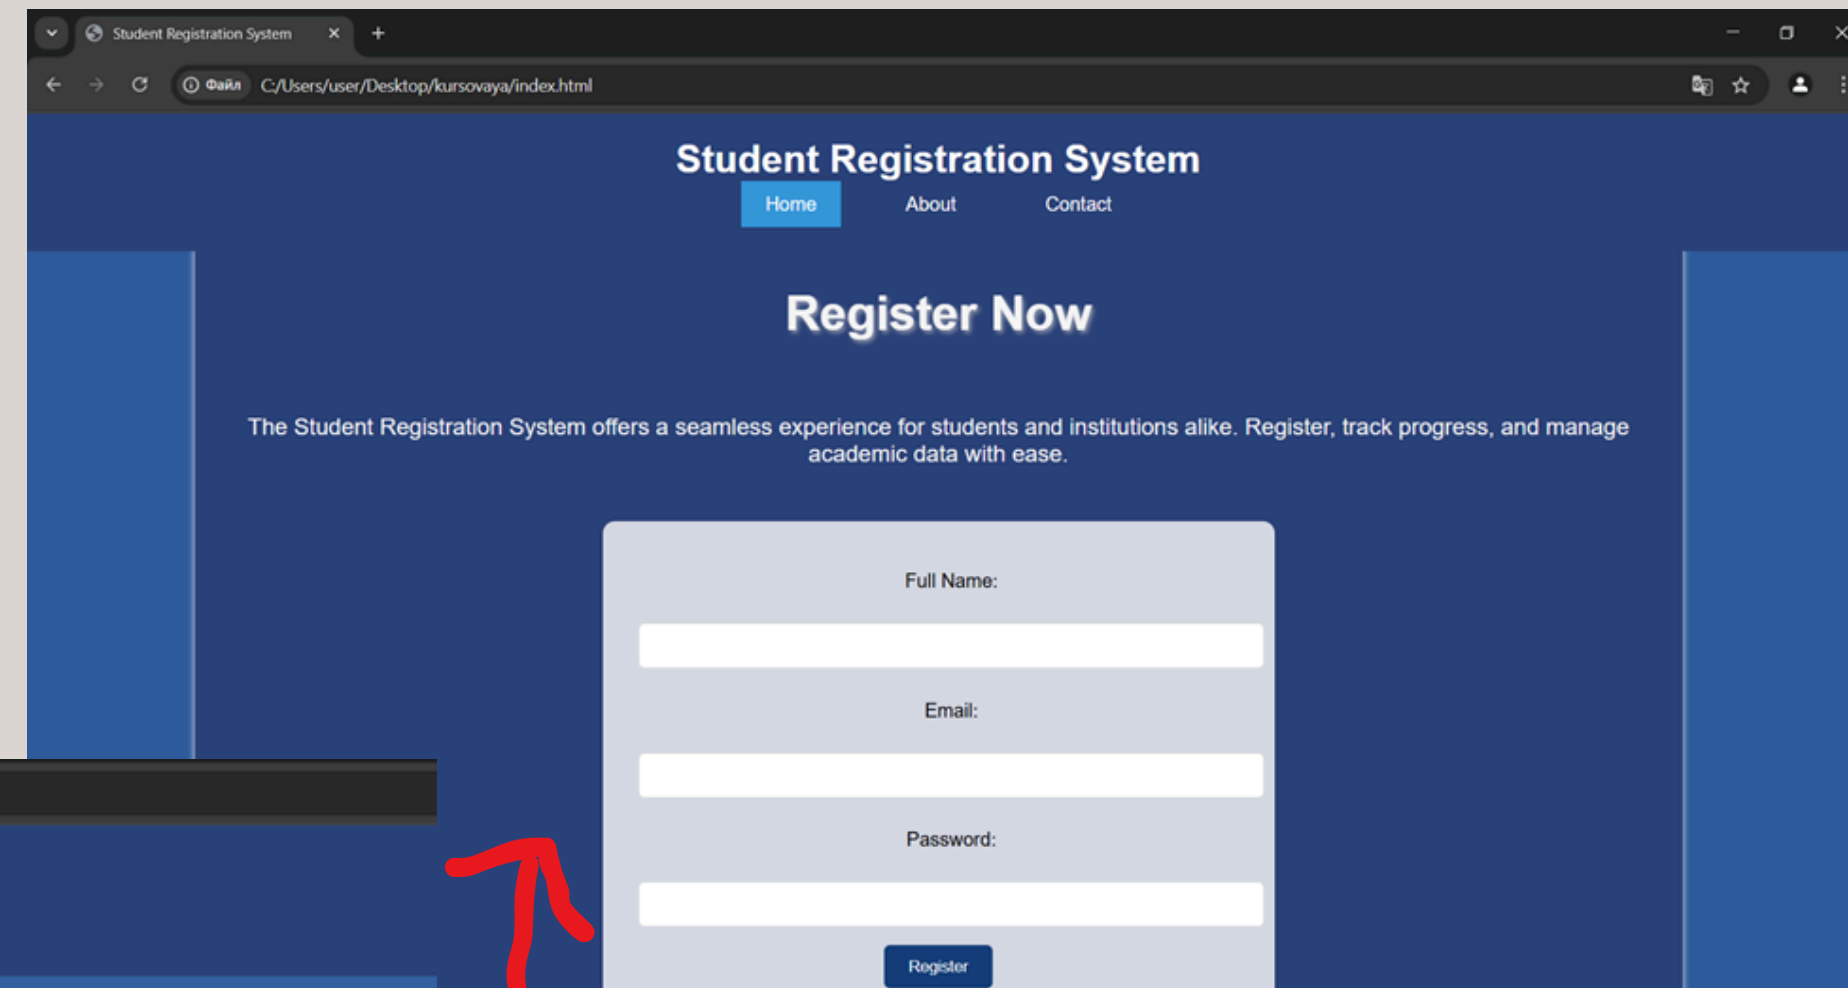 Student Registration System
Файл C:/Users/user/Desktop/kursovaya/index.html
Student Registration System
Home About Contact
Register Now
The Student Registration System offers a seamless experience for students and institutions alike. Register, track progress, and manage
academic data with ease.
Full Name:
Email:
Password:
Register